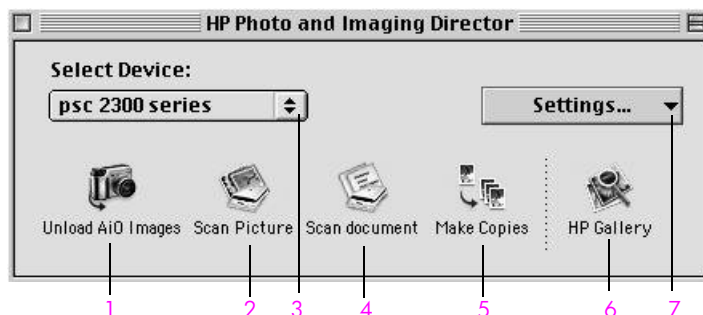 HP Photo and Imaging Director
Select Device:
psc 2300 series
Settings...
Unload AiO Images
Scan Picture
Scan document
Make Copies
HP Gallery
1 2 3 4 5 6 7